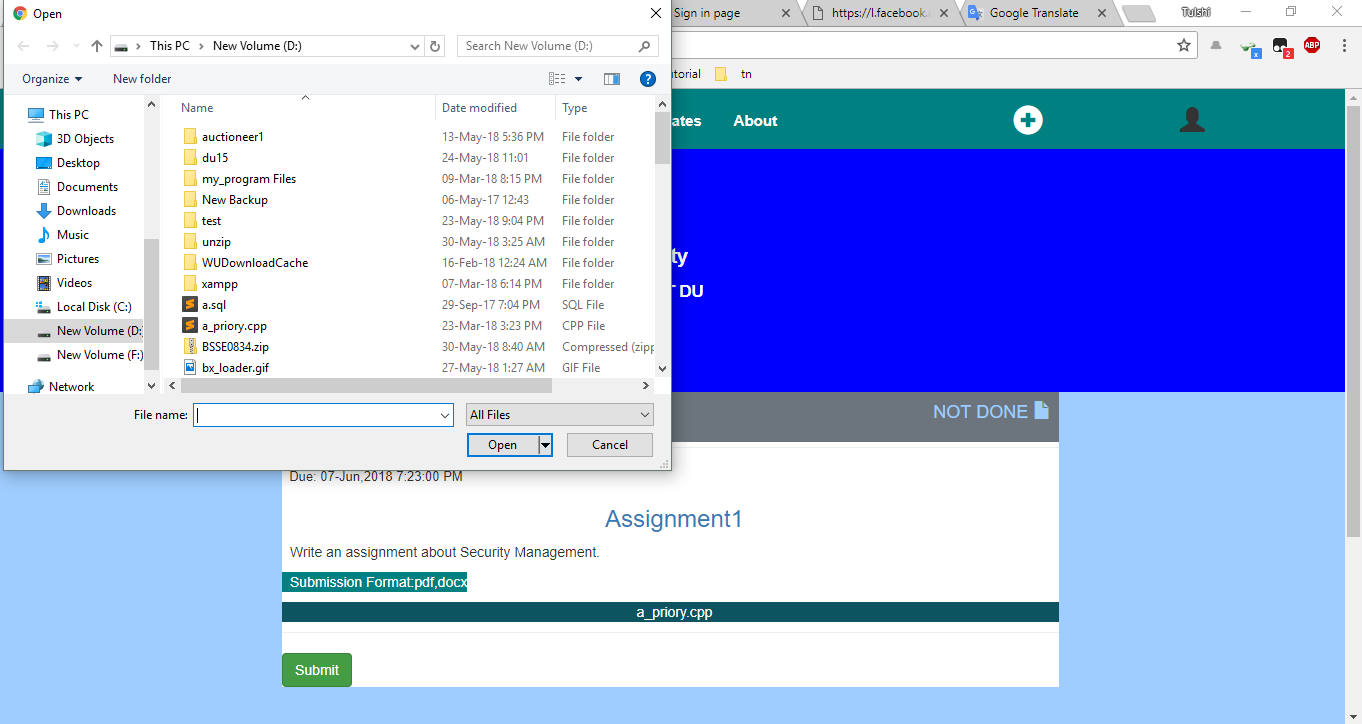 Open
Sign in page
https://l.facebook.
Google Translate
Tulshi
This PC
New Volume (D:)
Search New Volume (D:)
x
2
ABP
Organize
New folder
?
utorial
tn
This PC
3D Objects
Desktop
Documents
Downloads
Music
Pictures
Videos
Local Disk (C:)
New Volume (D:
New Volume (F:)
Network
Name Date modified Type
auctioneer1 13-May-18 5:36 PM File folder
du15 24-May-18 11:01 File folder
my_program Files 09-Mar-18 8:15 PM File folder
New Backup 06-May-17 12:43 File folder
test 23-May-18 9:04 PM File folder
unzip 30-May-18 3:25 AM File folder
WUDownloadCache 16-Feb-18 12:24 AM File folder
xampp 07-Mar-18 6:14 PM File folder
a.sql 29-Sep-17 7:04 PM SQL File
a_priory.cpp 23-Mar-18 3:23 PM CPP File
BSSE0834.zip 30-May-18 8:40 AM Compressed (zipp
bx_loader.gif 27-May-18 1:27 AM GIF File
File name:
All Files
Open
Cancel
ates
About
ty
DU
NOT DONE
Due: 07-Jun,2018 7:23:00 PM
Assignment1
Write an assignment about Security Management.
Submission Format:pdf,docx
a_priory.cpp
Submit